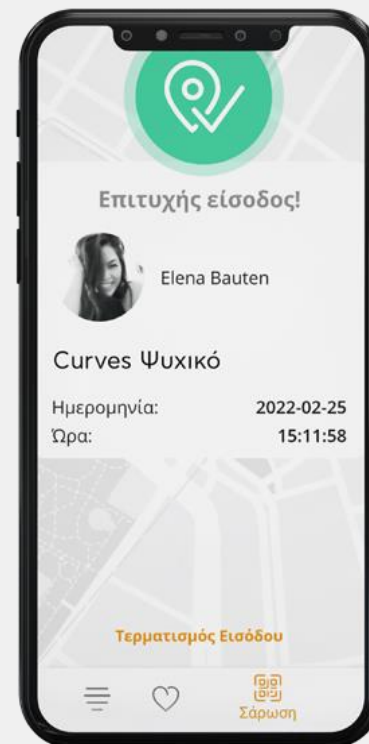 Επιτυχής είσοδος!
Elena Bauten
Curves Ψυχικό
Ημερομηνία: 2022-02-25
Ώρα: 15:11:58
Τερματισμός Εισόδου
Σάρωση